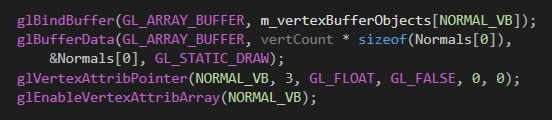 glBindBuffer(GL_ARRAY_BUFFER, m_vertexBufferObjects[NORMAL_VB]);
glBufferData(GL_ARRAY_BUFFER, vertCount * sizeof(Normals[0]),
    &Normals[0], GL_STATIC_DRAW);
glVertexAttribPointer(NORMAL_VB, 3, GL_FLOAT, GL_FALSE, 0, 0);
glEnableVertexAttribArray(NORMAL_VB);